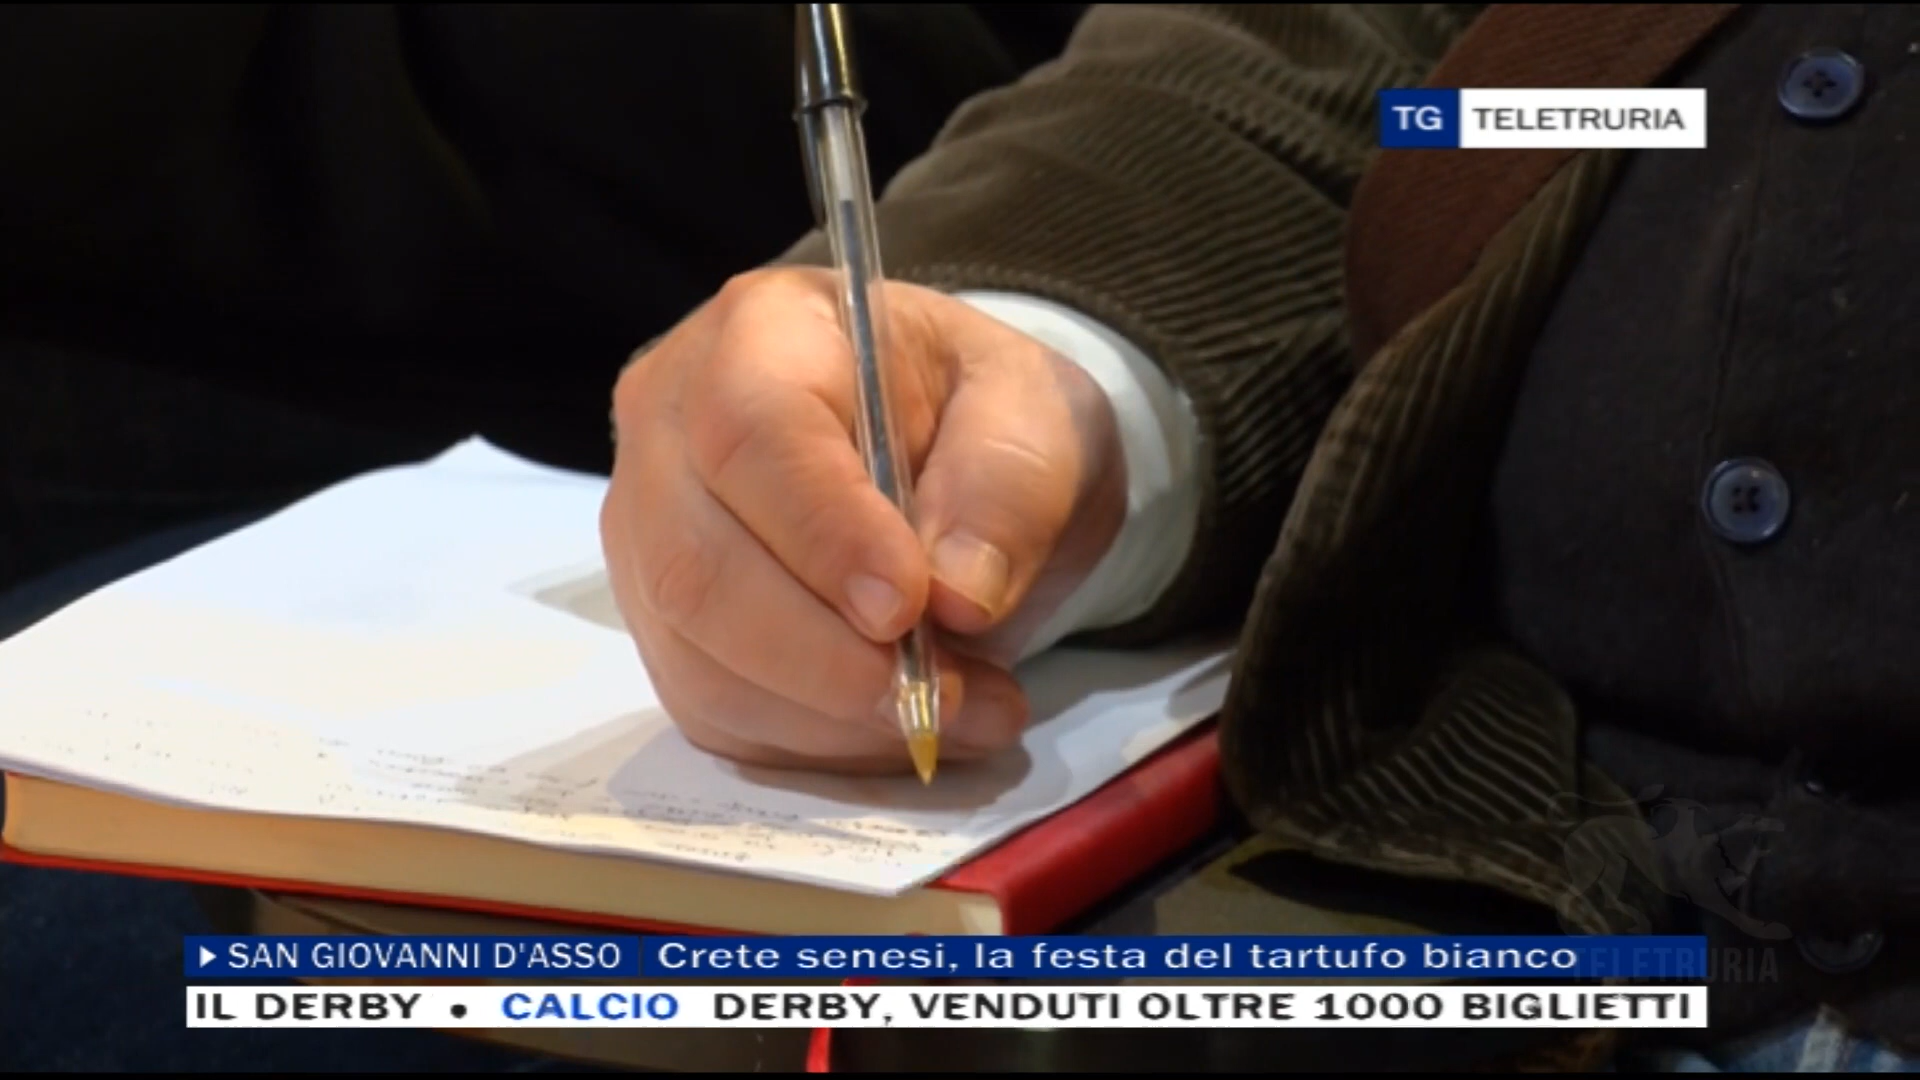 TG TELETRURIA
SAN GIOVANNI D'ASSO Crete senesi, la festa del tartufo bianco
TELETRURIA
IL DERBY • CALCIO DERBY, VENDUTI OLTRE 1000 BIGLIETTI